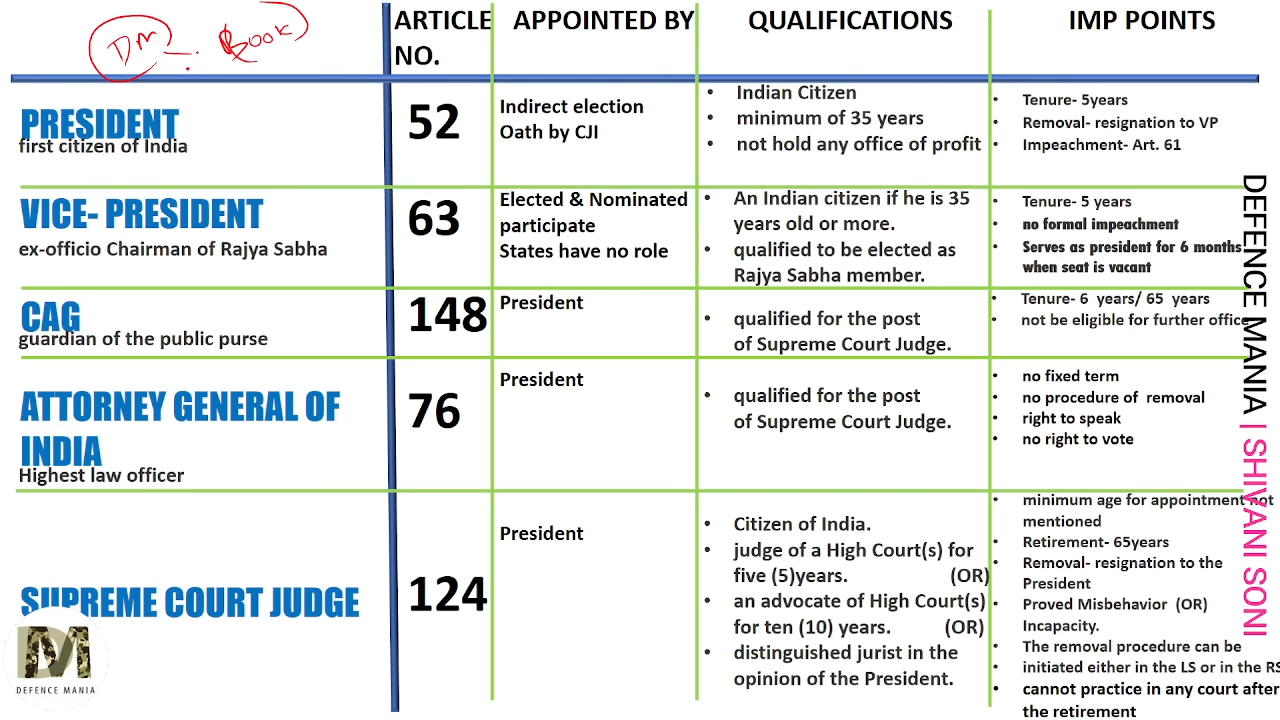 DM Book
ARTICLE NO.
APPOINTED BY
QUALIFICATIONS
IMP POINTS
PRESIDENT
first citizen of India
52
Indirect election
Oath by CJI
• Indian Citizen
• minimum of 35 years
• not hold any office of profit
• Tenure- 5years
• Removal- resignation to VP
• Impeachment- Art. 61
VICE- PRESIDENT
ex-officio Chairman of Rajya Sabha
63
Elected & Nominated
participate
States have no role
• An Indian citizen if he is 35
years old or more.
• qualified to be elected as
Rajya Sabha member.
• Tenure- 5 years
• no formal impeachment
• Serves as president for 6 months
when seat is vacant
CAG
guardian of the public purse
148
President
• qualified for the post
of Supreme Court Judge.
• Tenure- 6 years/ 65 years
• not be eligible for further office
ATTORNEY GENERAL OF
INDIA
Highest law officer
76
President
• qualified for the post
of Supreme Court Judge.
• no fixed term
• no procedure of removal
• right to speak
• no right to vote
SUPREME COURT JUDGE
124
President
• Citizen of India.
• judge of a High Court(s) for
five (5)years. (OR)
• an advocate of High Court(s)
for ten (10) years. (OR)
• distinguished jurist in the
opinion of the President.
• minimum age for appointment not
mentioned
• Retirement- 65years
• Removal- resignation to the
President
• Proved Misbehavior (OR)
Incapacity.
• The removal procedure can be
• initiated either in the LS or in the RS
• cannot practice in any court after
the retirement
DEFENCE MANIA | SHIVANI SONI
DM
DEFENCE MANIA